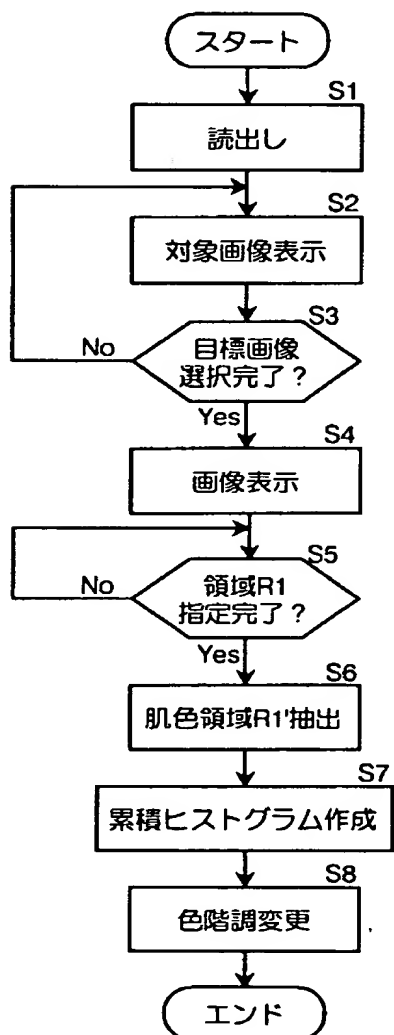 スタート
S1
読出し
S2
対象画像表示
S3
目標画像
選択完了？
No
Yes
S4
画像表示
S5
領域R1
指定完了？
No
Yes
S6
肌色領域R1'抽出
S7
累積ヒストグラム作成
S8
色階調変更
エンド